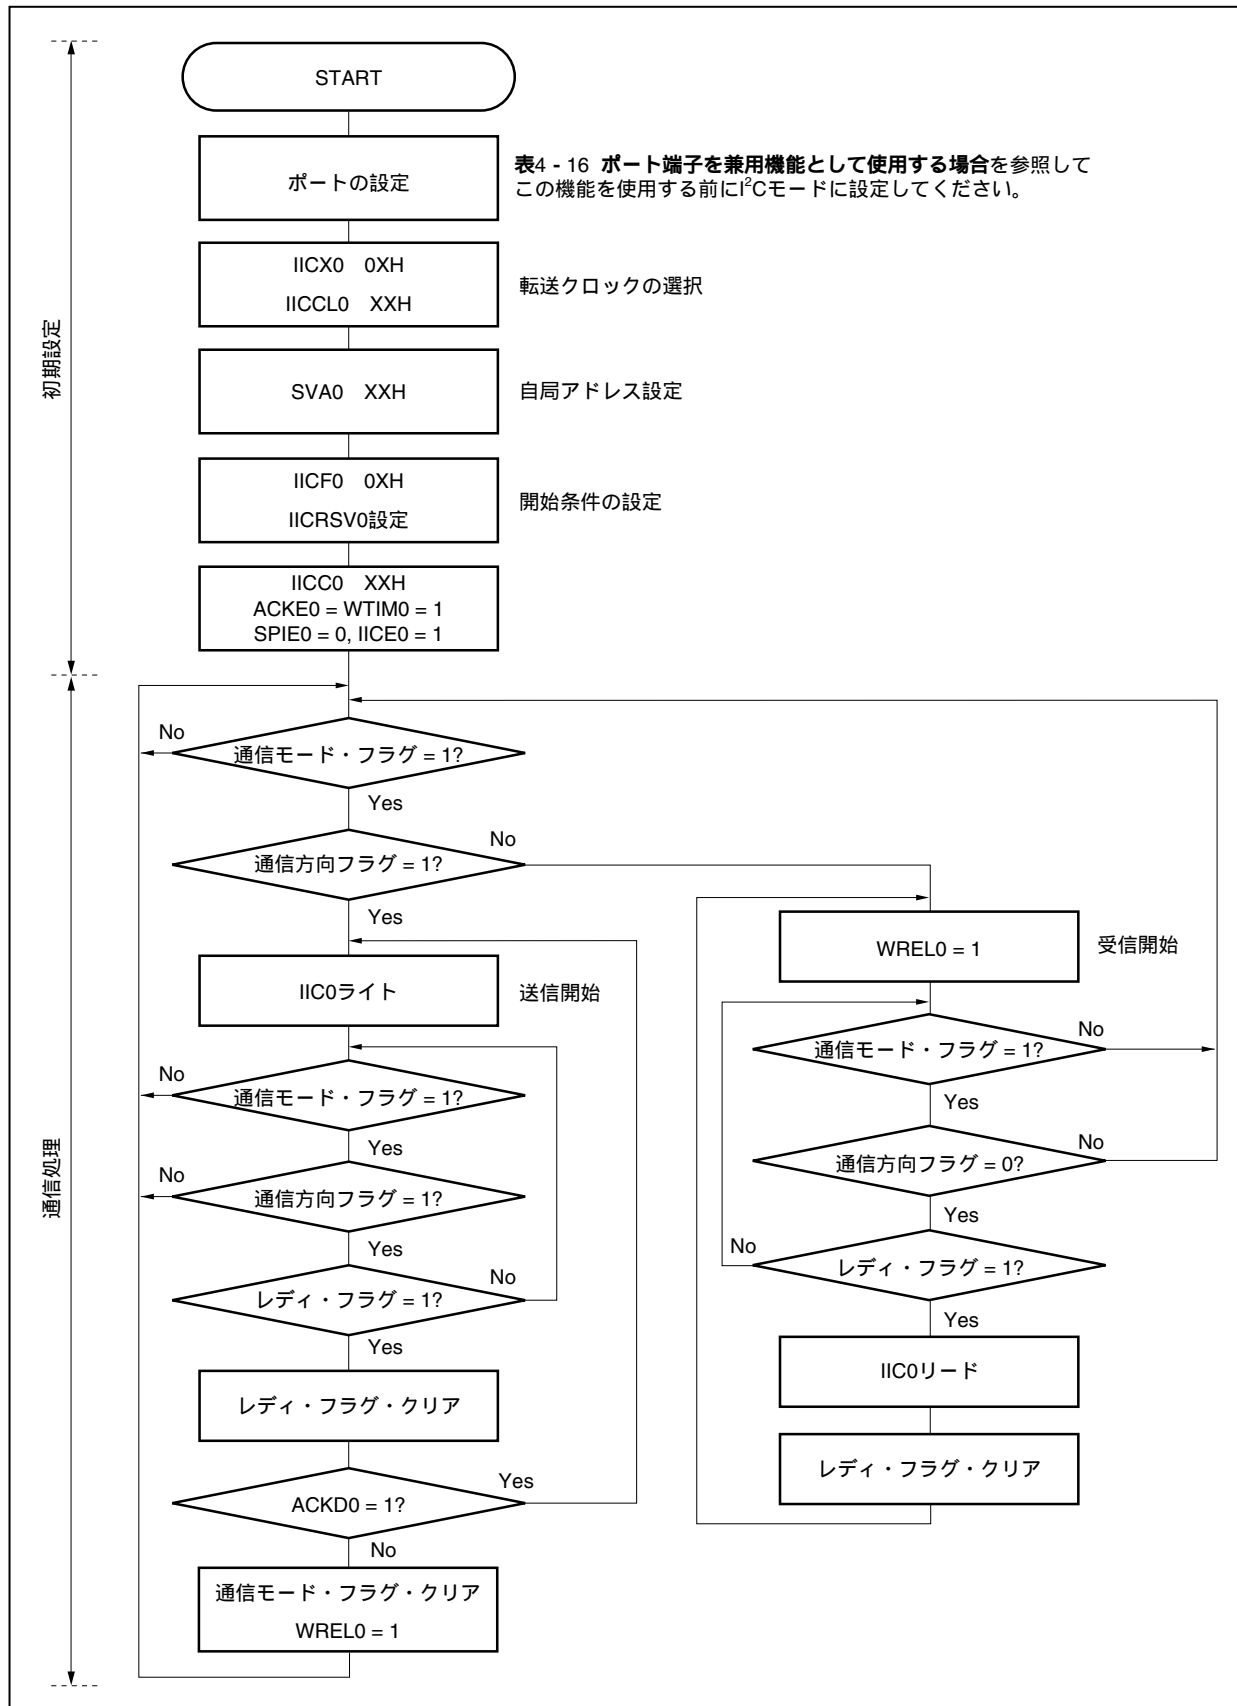 START
ポートの設定
表4 - 16 ポート端子を兼用機能として使用する場合を参照して
この機能を使用する前にI²Cモードに設定してください。
IICX0 0XH
IICCL0 XXH
転送クロックの選択
初期設定
SVA0 XXH
自局アドレス設定
IICF0 0XH
IICRSV0設定
開始条件の設定
IICC0 XXH
ACKE0 = WTIM0 = 1
SPIE0 = 0, IICE0 = 1
通信処理
No
通信モード・フラグ = 1?
Yes
通信方向フラグ = 1?
No
Yes
IIC0ライト
送信開始
No
通信モード・フラグ = 1?
Yes
No
通信方向フラグ = 1?
Yes
No
レディ・フラグ = 1?
Yes
レディ・フラグ・クリア
ACKD0 = 1?
Yes
No
通信モード・フラグ・クリア
WREL0 = 1
WREL0 = 1
受信開始
通信モード・フラグ = 1?
No
Yes
通信方向フラグ = 0?
No
Yes
No
レディ・フラグ = 1?
Yes
IIC0リード
レディ・フラグ・クリア